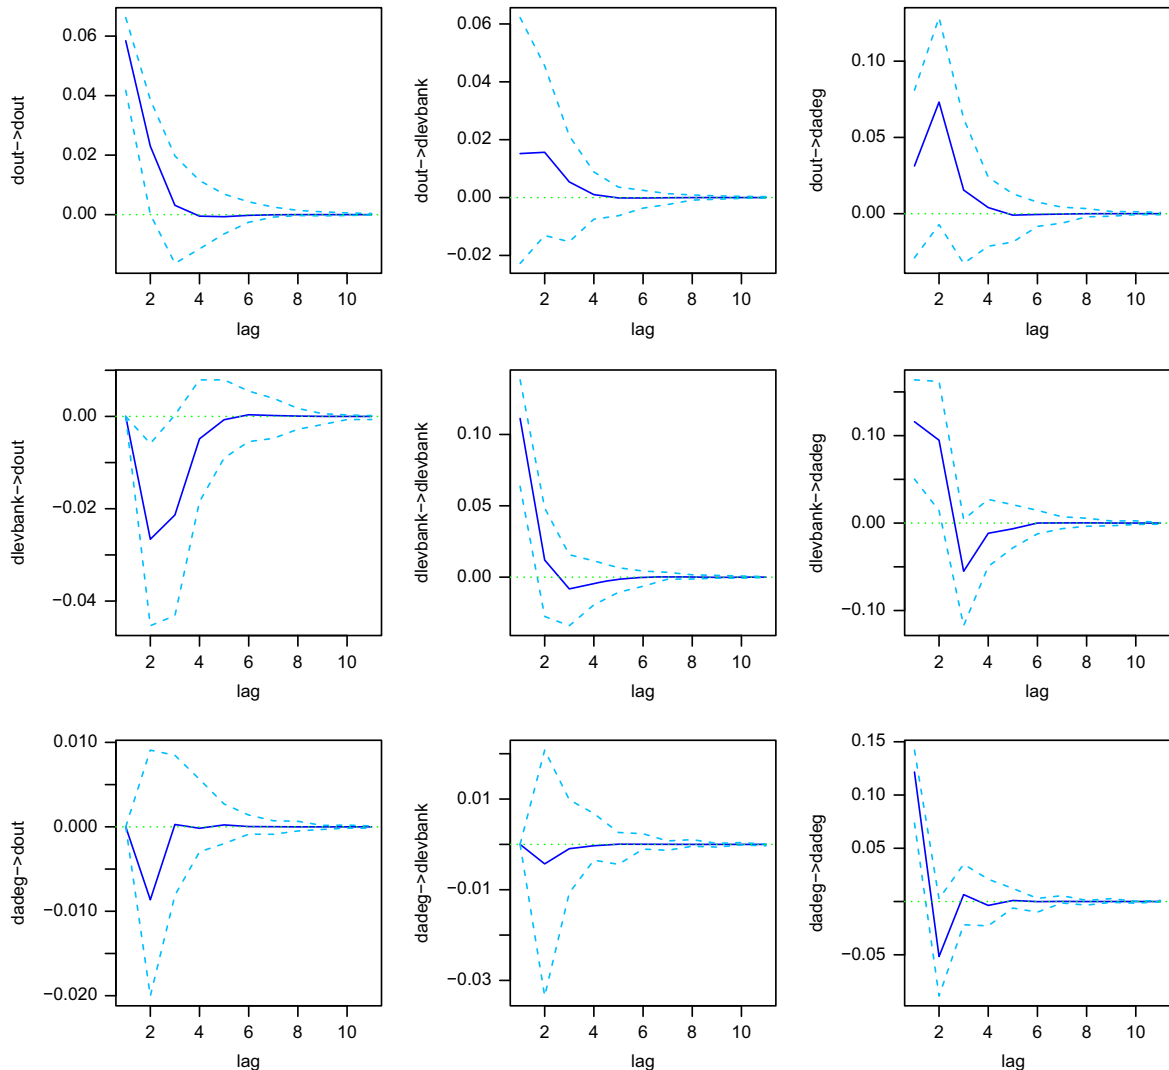 dout->dout
0.06
0.04
0.02
0.00
2 4 6 8 10
lag
dout->dlevbank
0.06
0.04
0.02
0.00
−0.02
2 4 6 8 10
lag
dout->dadeg
0.10
0.05
0.00
2 4 6 8 10
lag
dlevbank->dout
0.00
−0.02
−0.04
2 4 6 8 10
lag
dlevbank->dlevbank
0.10
0.05
0.00
2 4 6 8 10
lag
dlevbank->dadeg
0.10
0.00
−0.10
2 4 6 8 10
lag
dadeg->dout
0.010
0.000
−0.010
−0.020
2 4 6 8 10
lag
dadeg->dlevbank
0.01
−0.01
−0.03
2 4 6 8 10
lag
dadeg->dadeg
0.15
0.10
0.05
−0.05
2 4 6 8 10
lag